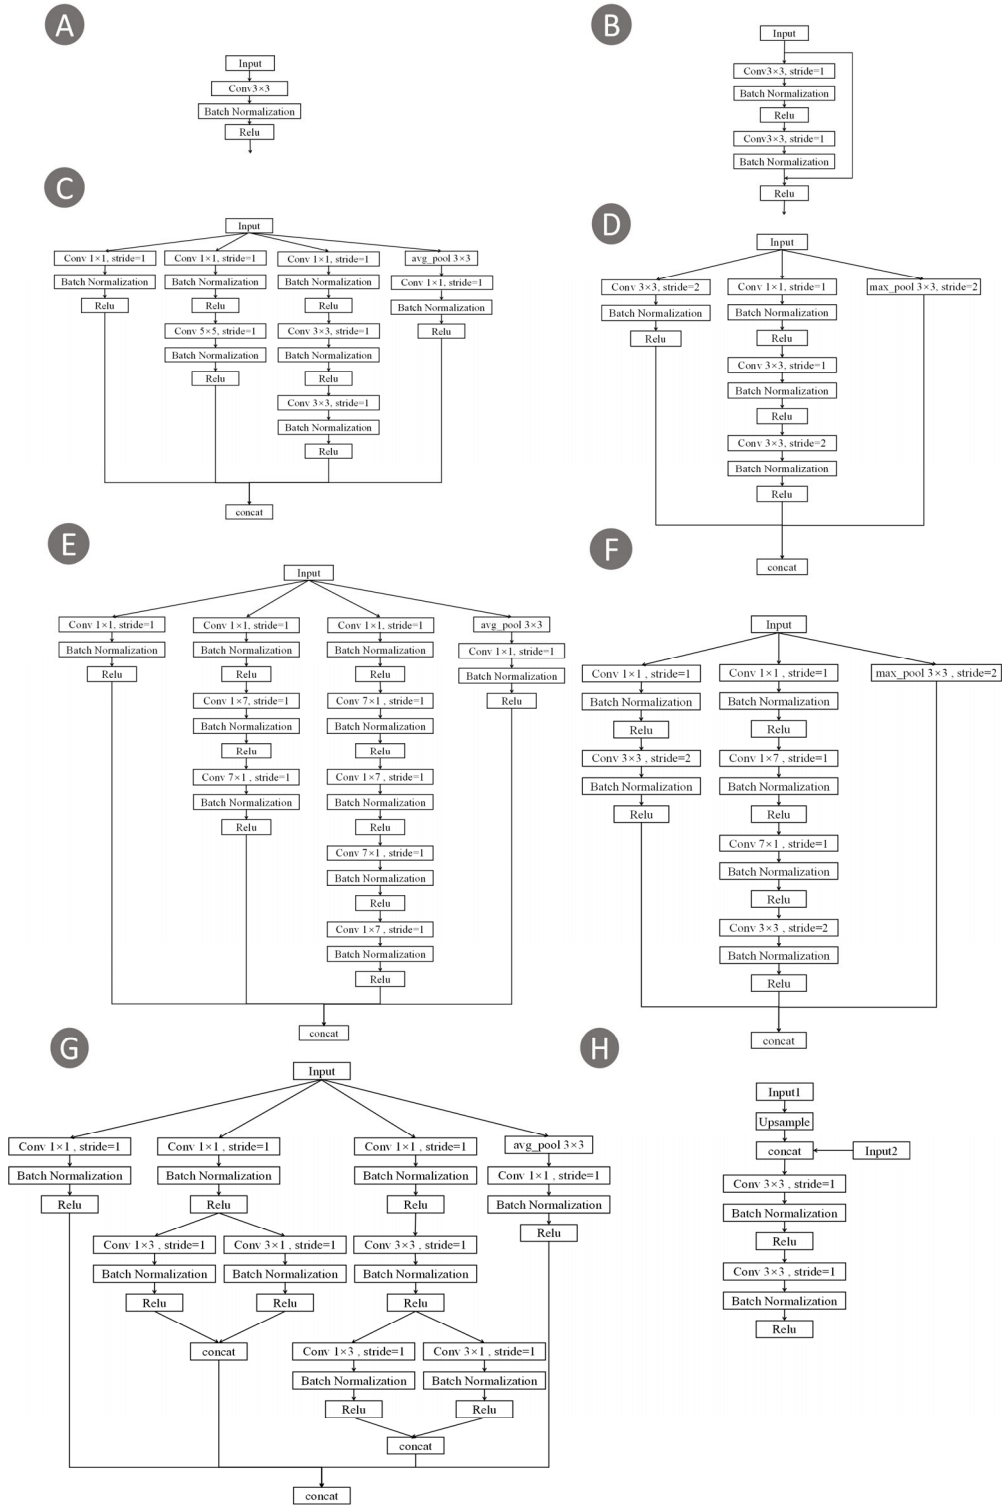 A
Input
Conv3×3
Batch Normalization
Relu
B
Input
Conv3×3, stride=1
Batch Normalization
Relu
Conv3×3, stride=1
Batch Normalization
Relu
C
Input
Conv 1×1, stride=1
Batch Normalization
Relu
Conv 1×1, stride=1
Batch Normalization
Relu
Conv 5×5, stride=1
Batch Normalization
Relu
Conv 1×1, stride=1
Batch Normalization
Relu
Conv 3×3, stride=1
Batch Normalization
Relu
Conv 3×3, stride=1
Batch Normalization
Relu
avg_pool 3×3
Conv 1×1, stride=1
Batch Normalization
Relu
concat
D
Input
Conv 3×3, stride=2
Batch Normalization
Relu
Conv 1×1, stride=1
Batch Normalization
Relu
Conv 3×3, stride=1
Batch Normalization
Relu
Conv 3×3, stride=2
Batch Normalization
Relu
max_pool 3×3, stride=2
concat
E
Input
Conv 1×1, stride=1
Batch Normalization
Relu
Conv 1×1, stride=1
Batch Normalization
Relu
Conv 1×7, stride=1
Batch Normalization
Relu
Conv 7×1 , stride=1
Batch Normalization
Relu
Conv 1×1, stride=1
Batch Normalization
Relu
Conv 7×1 , stride=1
Batch Normalization
Relu
Conv 1×7 , stride=1
Batch Normalization
Relu
Conv 7×1 , stride=1
Batch Normalization
Relu
Conv 1×7 , stride=1
Batch Normalization
Relu
avg_pool 3×3
Conv 1×1, stride=1
Batch Normalization
Relu
concat
F
Input
Conv 1×1 , stride=1
Batch Normalization
Relu
Conv 3×3 , stride=2
Batch Normalization
Relu
Conv 1×1 , stride=1
Batch Normalization
Relu
Conv 1×7 , stride=1
Batch Normalization
Relu
Conv 7×1 , stride=1
Batch Normalization
Relu
Conv 3×3 , stride=2
Batch Normalization
Relu
max_pool 3×3 , stride=2
concat
G
Input
Conv 1×1 , stride=1
Batch Normalization
Relu
Conv 1×1 , stride=1
Batch Normalization
Relu
Conv 1×3 , stride=1
Batch Normalization
Relu
Conv 3×1 , stride=1
Batch Normalization
Relu
concat
Conv 1×1 , stride=1
Batch Normalization
Relu
Conv 3×3 , stride=1
Batch Normalization
Relu
Conv 1×3 , stride=1
Batch Normalization
Relu
Conv 3×1 , stride=1
Batch Normalization
Relu
concat
avg_pool 3×3
Conv 1×1 , stride=1
Batch Normalization
Relu
concat
H
Input1
Upsample
concat
Input2
Conv 3×3 , stride=1
Batch Normalization
Relu
Conv 3×3 , stride=1
Batch Normalization
Relu